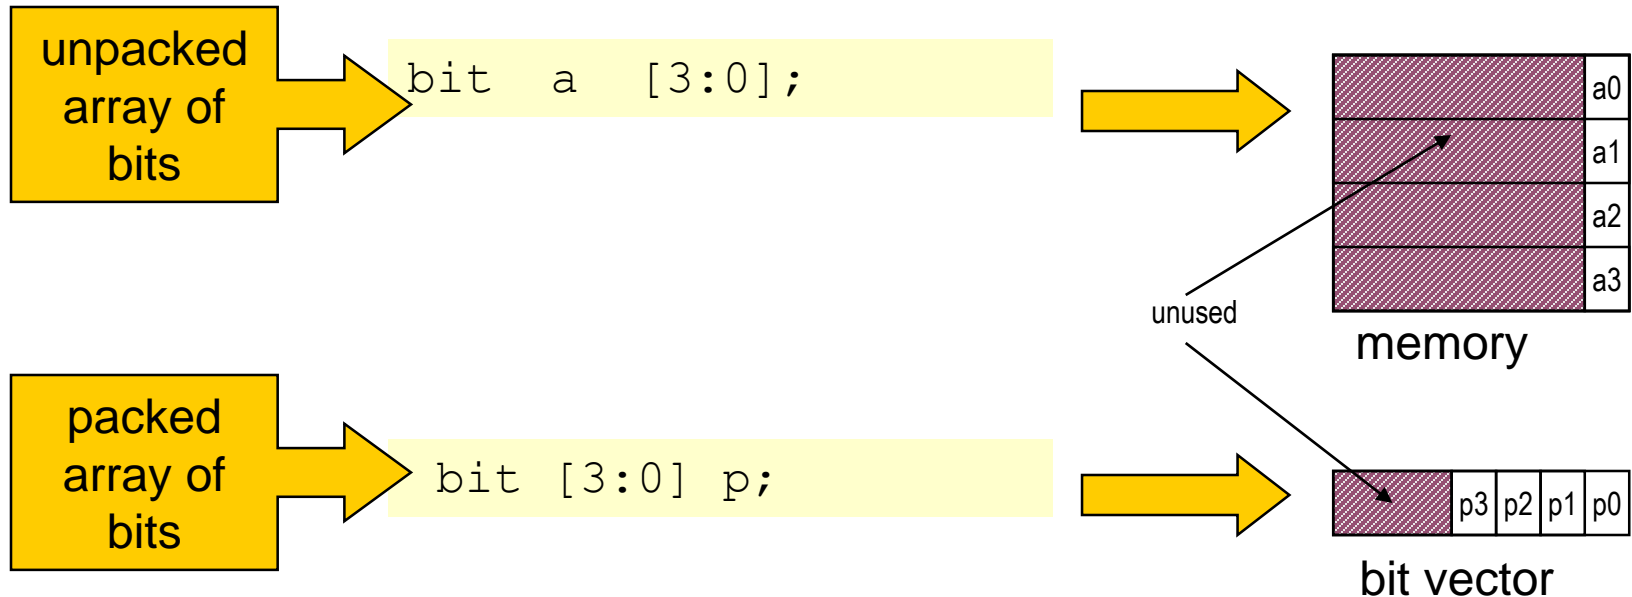 unpacked
array of
bits
bit a [3:0];
a0
a1
a2
a3
unused
memory
packed
array of
bits
bit [3:0] p;
p3 p2 p1 p0
bit vector